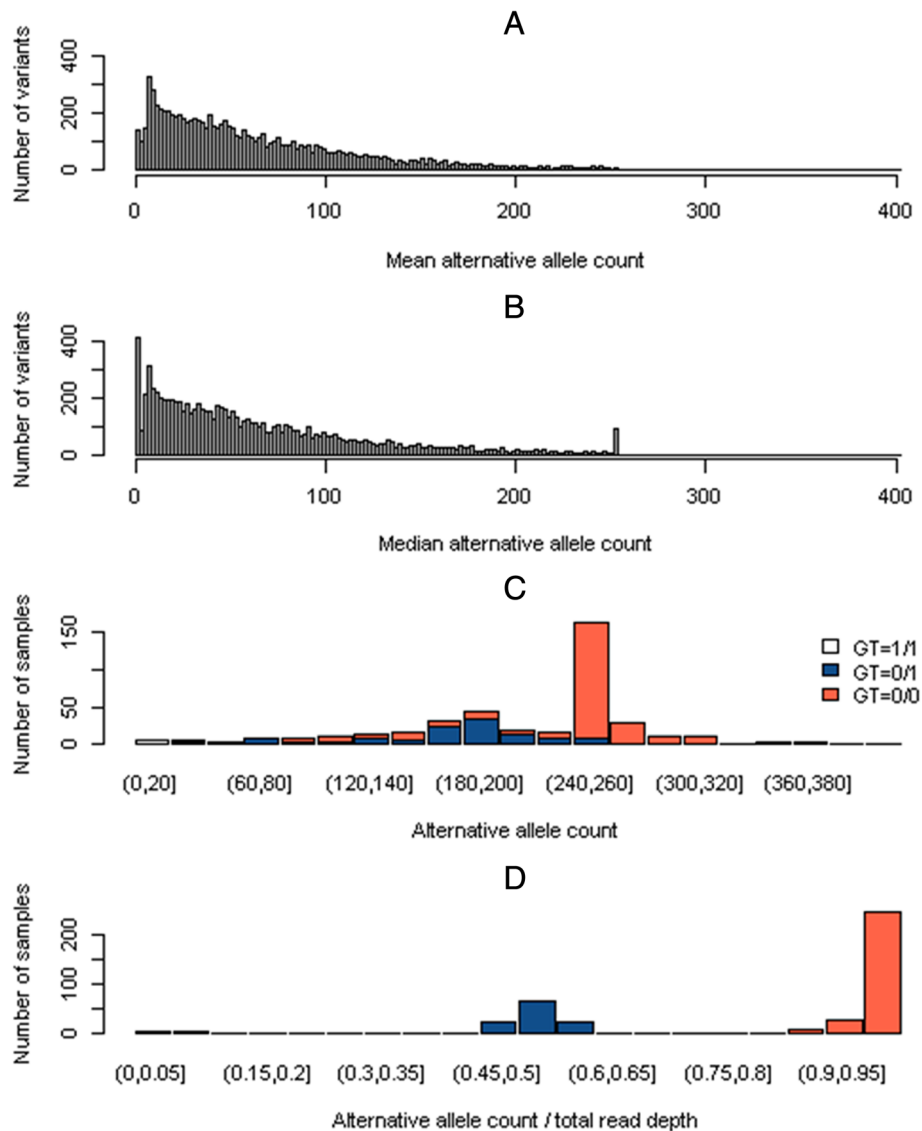 A
Number of variants
400
200
0
0 100 200 300 400
Mean alternative allele count
B
Number of variants
400
200
0
0 100 200 300 400
Median alternative allele count
C
Number of samples
150
50
0
GT=1/1
GT=0/1
GT=0/0
(0,20] (60,80] (120,140] (180,200] (240,260] (300,320] (360,380]
Alternative allele count
D
Number of samples
200
100
0
(0,0.05] (0.15,0.2] (0.3,0.35] (0.45,0.5] (0.6,0.65] (0.75,0.8] (0.9,0.95]
Alternative allele count / total read depth